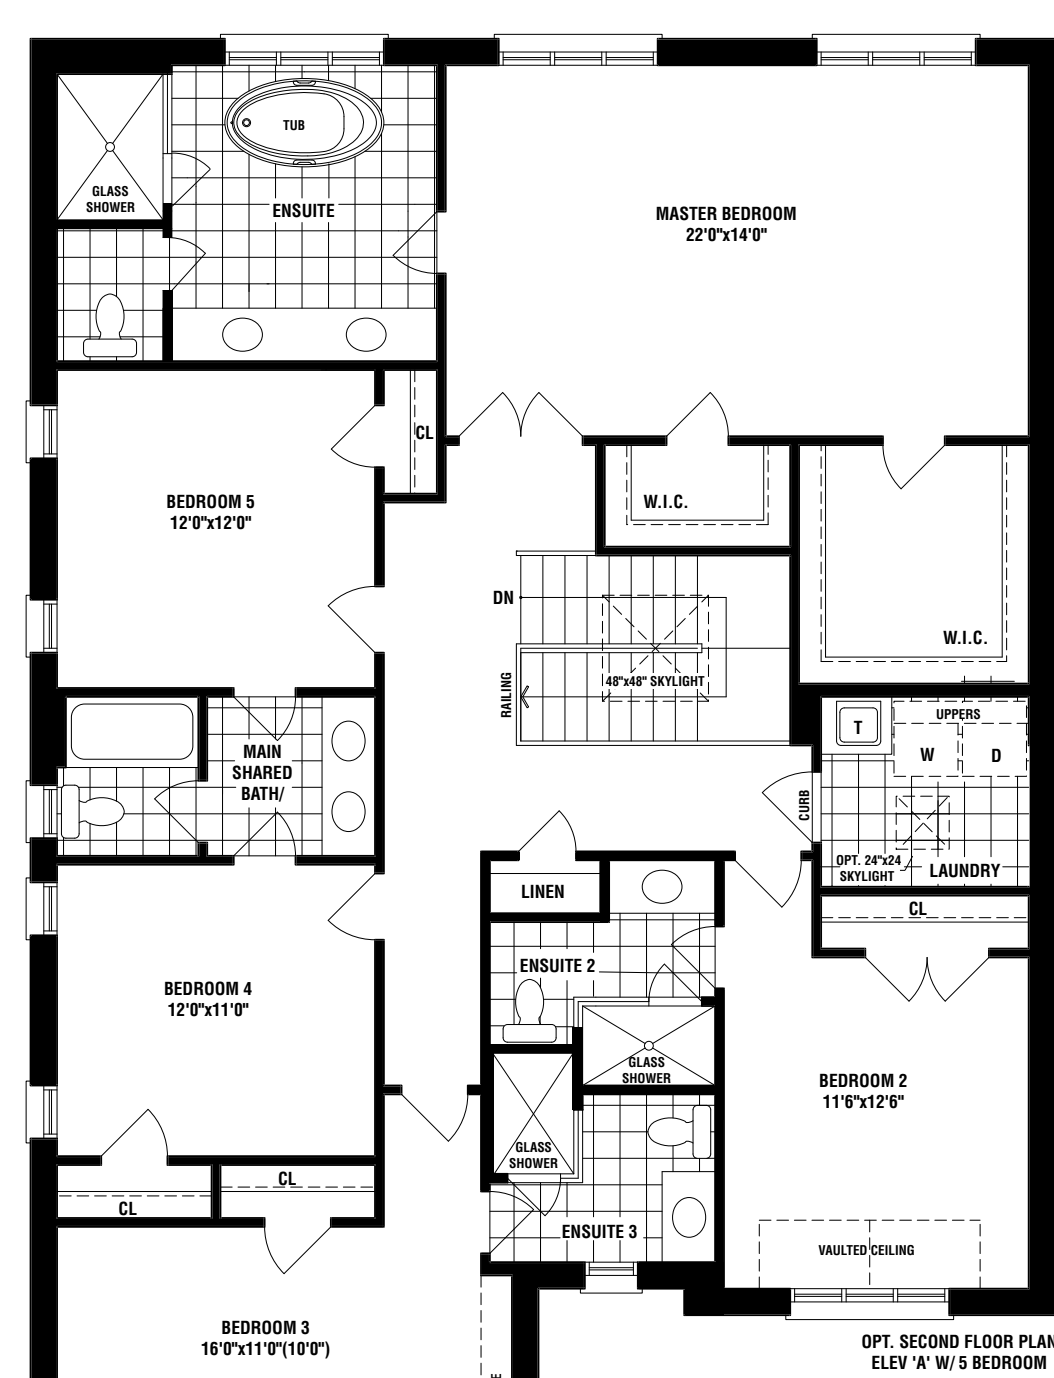 TUB
GLASS
SHOWER
ENSUITE
MASTER BEDROOM
22'0"x14'0"
CL
BEDROOM 5
12'0"x12'0"
W.I.C.
DN
W.I.C.
RAILING
48"x48" SKYLIGHT
UPPERS
T
W
D
MAIN
SHARED
BATH/
CURB
OPT. 24"x24
SKYLIGHT
LAUNDRY
LINEN
CL
ENSUITE 2
BEDROOM 4
12'0"x11'0"
GLASS
SHOWER
BEDROOM 2
11'6"x12'6"
GLASS
SHOWER
CL
CL
ENSUITE 3
VAULTED CEILING
BEDROOM 3
16'0"x11'0"(10'0")
OPT. SECOND FLOOR PLAN
ELEV 'A' W/ 5 BEDROOM